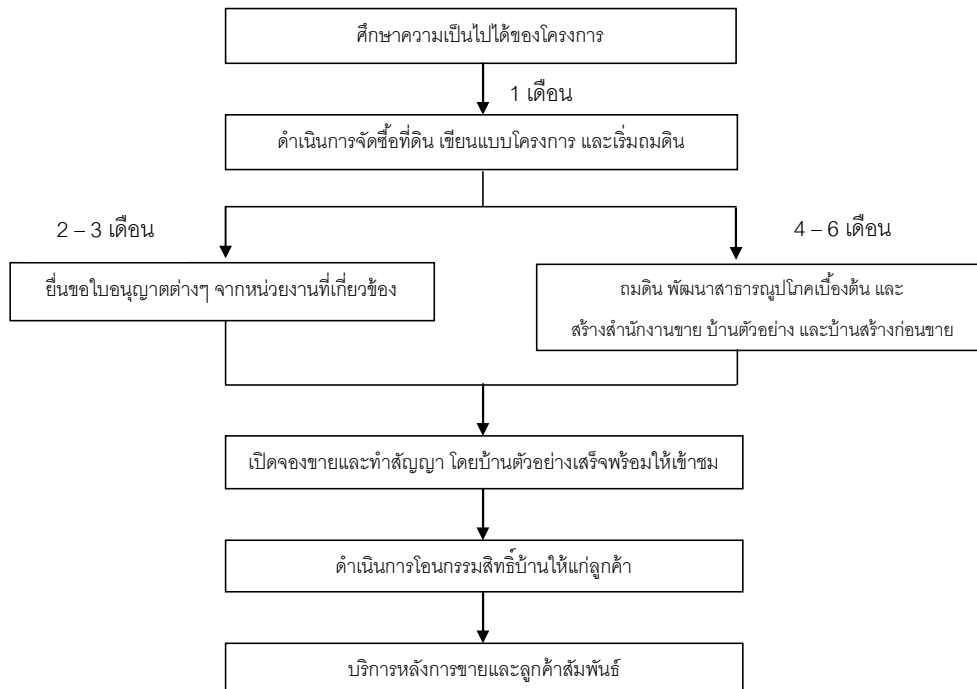 ศึกษาความเป็นไปได้ของโครงการ
1 เดือน
ดำเนินการจัดซื้อที่ดิน เขียนแบบโครงการ และเริ่มถมดิน
2 – 3 เดือน
4 – 6 เดือน
ยื่นขอใบอนุญาตต่างๆ จากหน่วยงานที่เกี่ยวข้อง
ถมดิน พัฒนาสาธารณูปโภคเบื้องต้น และ
สร้างสำนักงานขาย บ้านตัวอย่าง และบ้านสร้างก่อนขาย
เปิดจองขายและทำสัญญา โดยบ้านตัวอย่างเสร็จพร้อมให้เข้าชม
ดำเนินการโอนกรรมสิทธิ์บ้านให้แก่ลูกค้า
บริการหลังการขายและลูกค้าสัมพันธ์